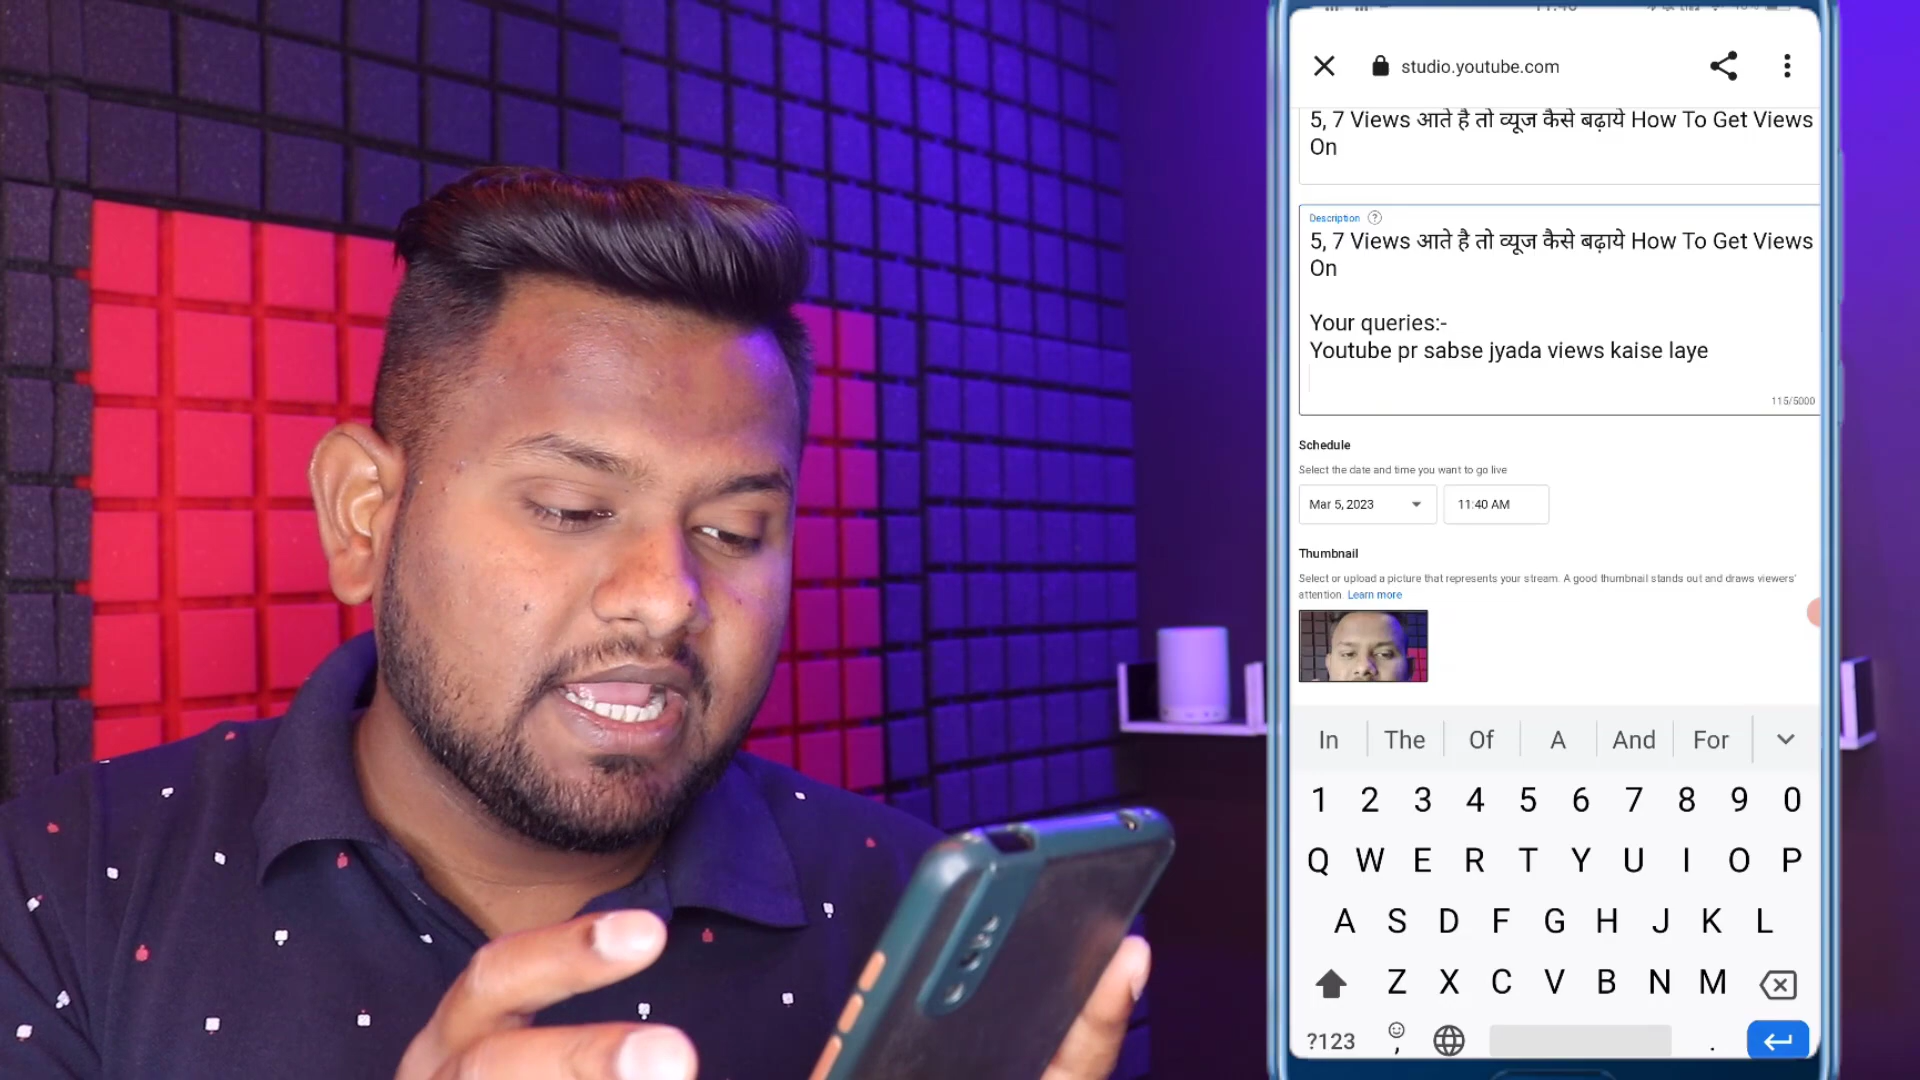 studio.youtube.com
5, 7 Views आते है तो व्यूज कैसे बढ़ाये How To Get Views
On
Description ?
5, 7 Views आते है तो व्यूज कैसे बढ़ाये How To Get Views
On
Your queries:-
Youtube pr sabse jyada views kaise laye
115/5000
Schedule
Select the date and time you want to go live
Mar 5, 2023 11:40 AM
Thumbnail
Select or upload a picture that represents your stream. A good thumbnail stands out and draws viewers'
attention. Learn more
In The Of A And For
1 2 3 4 5 6 7 8 9 0
Q W E R T Y U I O P
A S D F G H J K L
Z X C V B N M
?123 , .